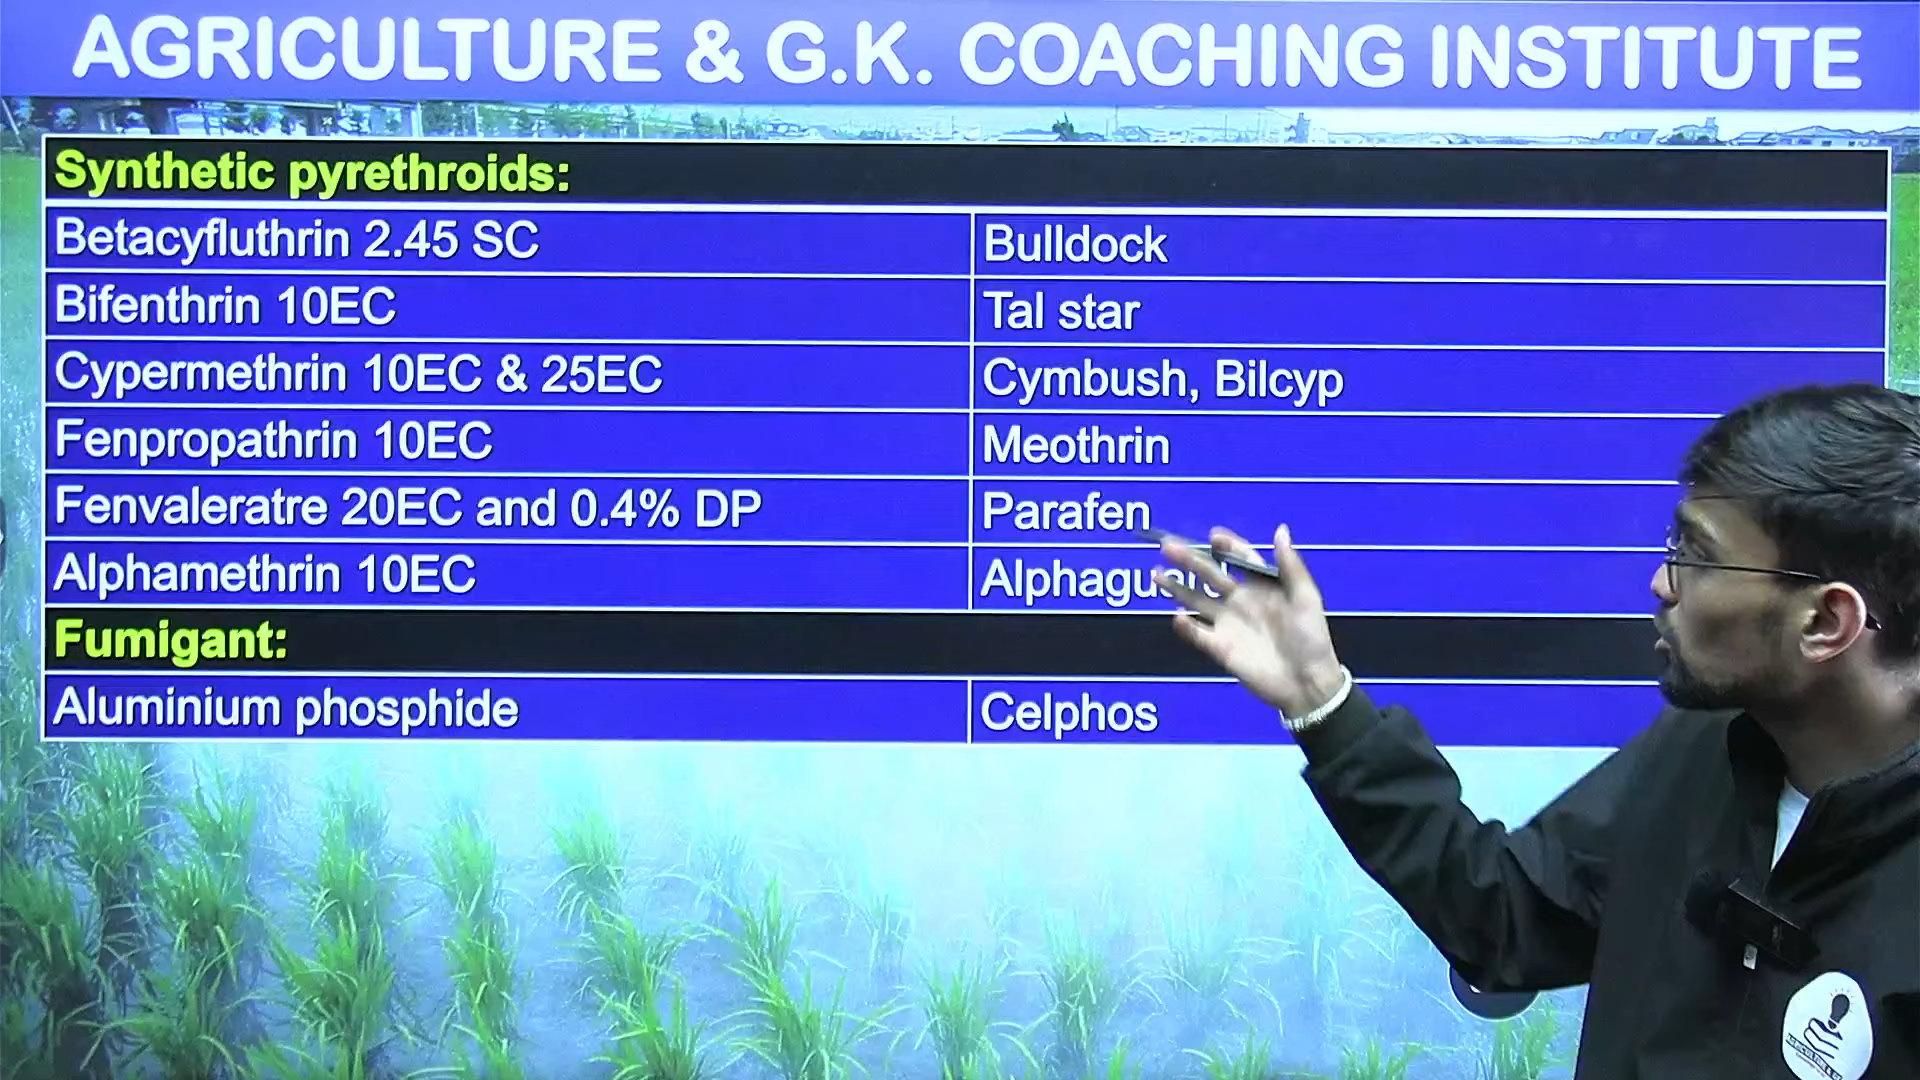 AGRICULTURE & G.K. COACHING INSTITUTE
Synthetic pyrethroids:
Betacyfluthrin 2.45 SC Bulldock
Bifenthrin 10EC Tal star
Cypermethrin 10EC & 25EC Cymbush, Bilcyp
Fenpropathrin 10EC Meothrin
Fenvaleratre 20EC and 0.4% DP Parafen
Alphamethrin 10EC Alphaguard
Fumigant:
Aluminium phosphide Celphos